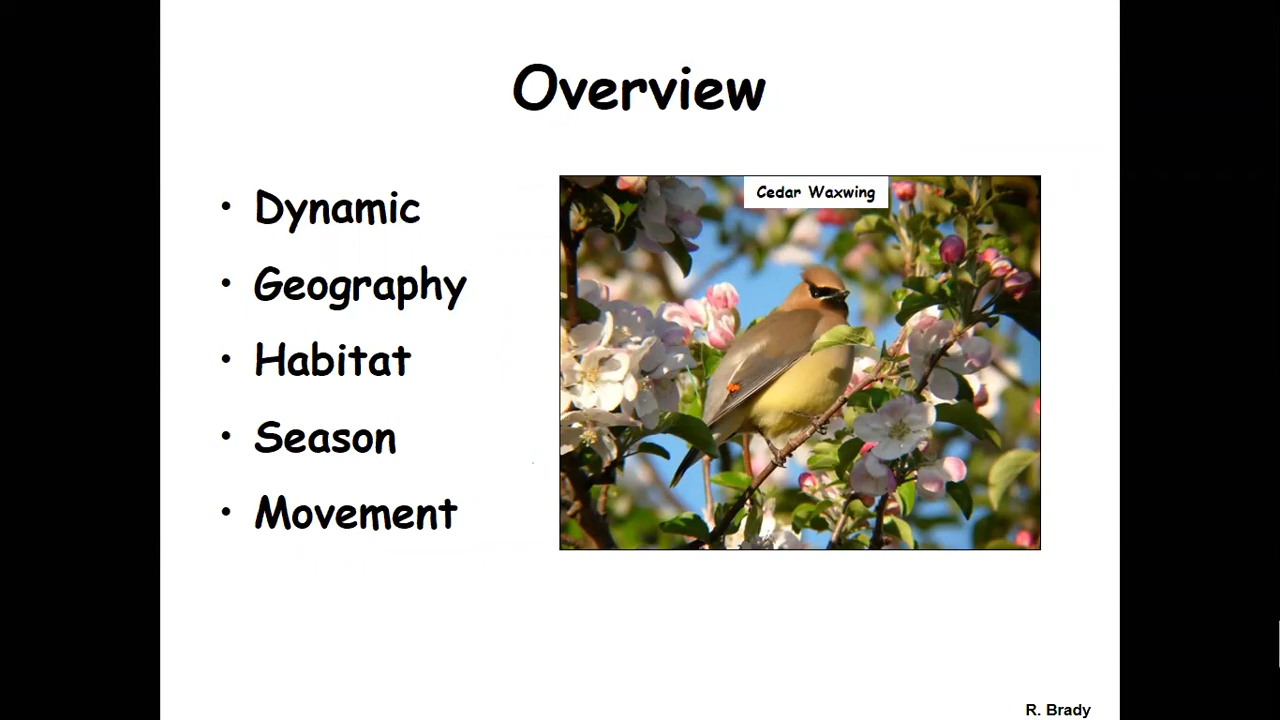 Overview
• Dynamic
• Geography
• Habitat
• Season
• Movement
Cedar Waxwing
R. Brady